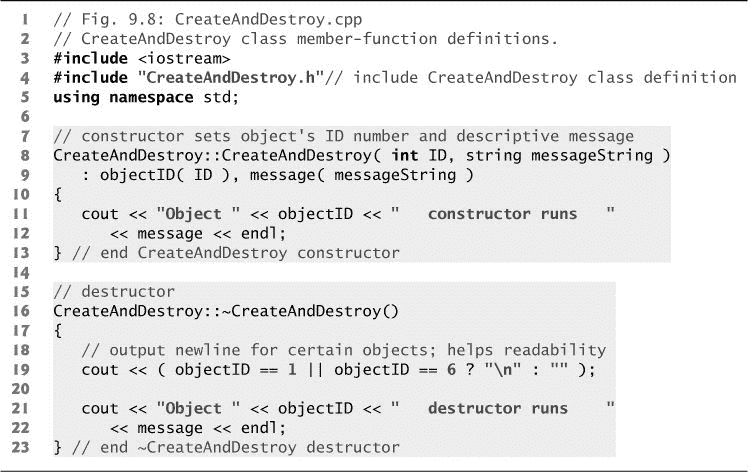 1 // Fig. 9.8: CreateAndDestroy.cpp
2 // CreateAndDestroy class member-function definitions.
3 #include <iostream>
4 #include "CreateAndDestroy.h"// include CreateAndDestroy class definition
5 using namespace std;
6
7 // constructor sets object's ID number and descriptive message
8 CreateAndDestroy::CreateAndDestroy( int ID, string messageString )
9    : objectID( ID ), message( messageString )
10 {
11    cout << "Object " << objectID << "   constructor runs   "
12       << message << endl;
13 } // end CreateAndDestroy constructor
14
15 // destructor
16 CreateAndDestroy::~CreateAndDestroy()
17 {
18    // output newline for certain objects; helps readability
19    cout << ( objectID == 1 || objectID == 6 ? "\n" : "" );
20
21    cout << "Object " << objectID << "   destructor runs    "
22       << message << endl;
23 } // end ~CreateAndDestroy destructor